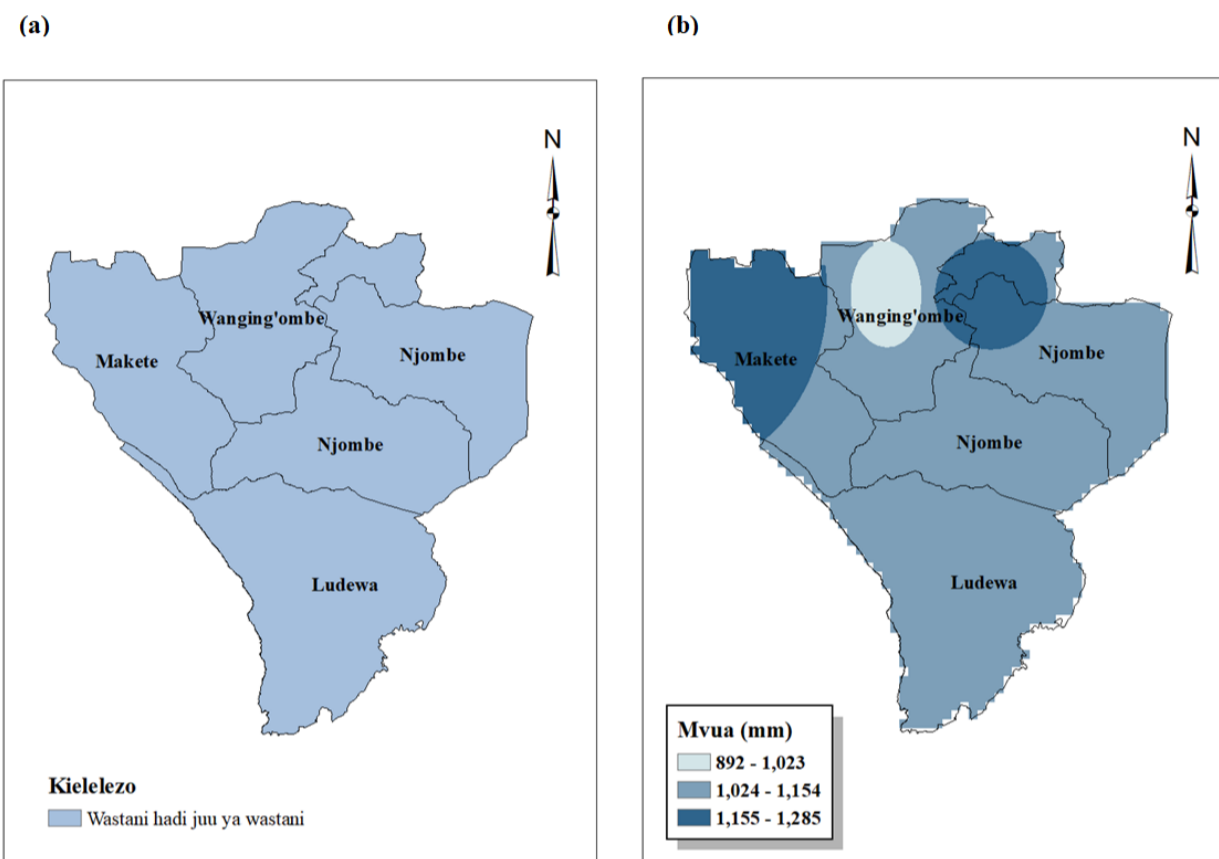 (a)
N
Wanging'ombe
Makete
Njombe
Njombe
Ludewa
Kielelezo
Wastani hadi juu ya wastani
(b)
N
Wanging'ombe
Makete
Njombe
Njombe
Ludewa
Mvua (mm)
892 - 1,023
1,024 - 1,154
1,155 - 1,285